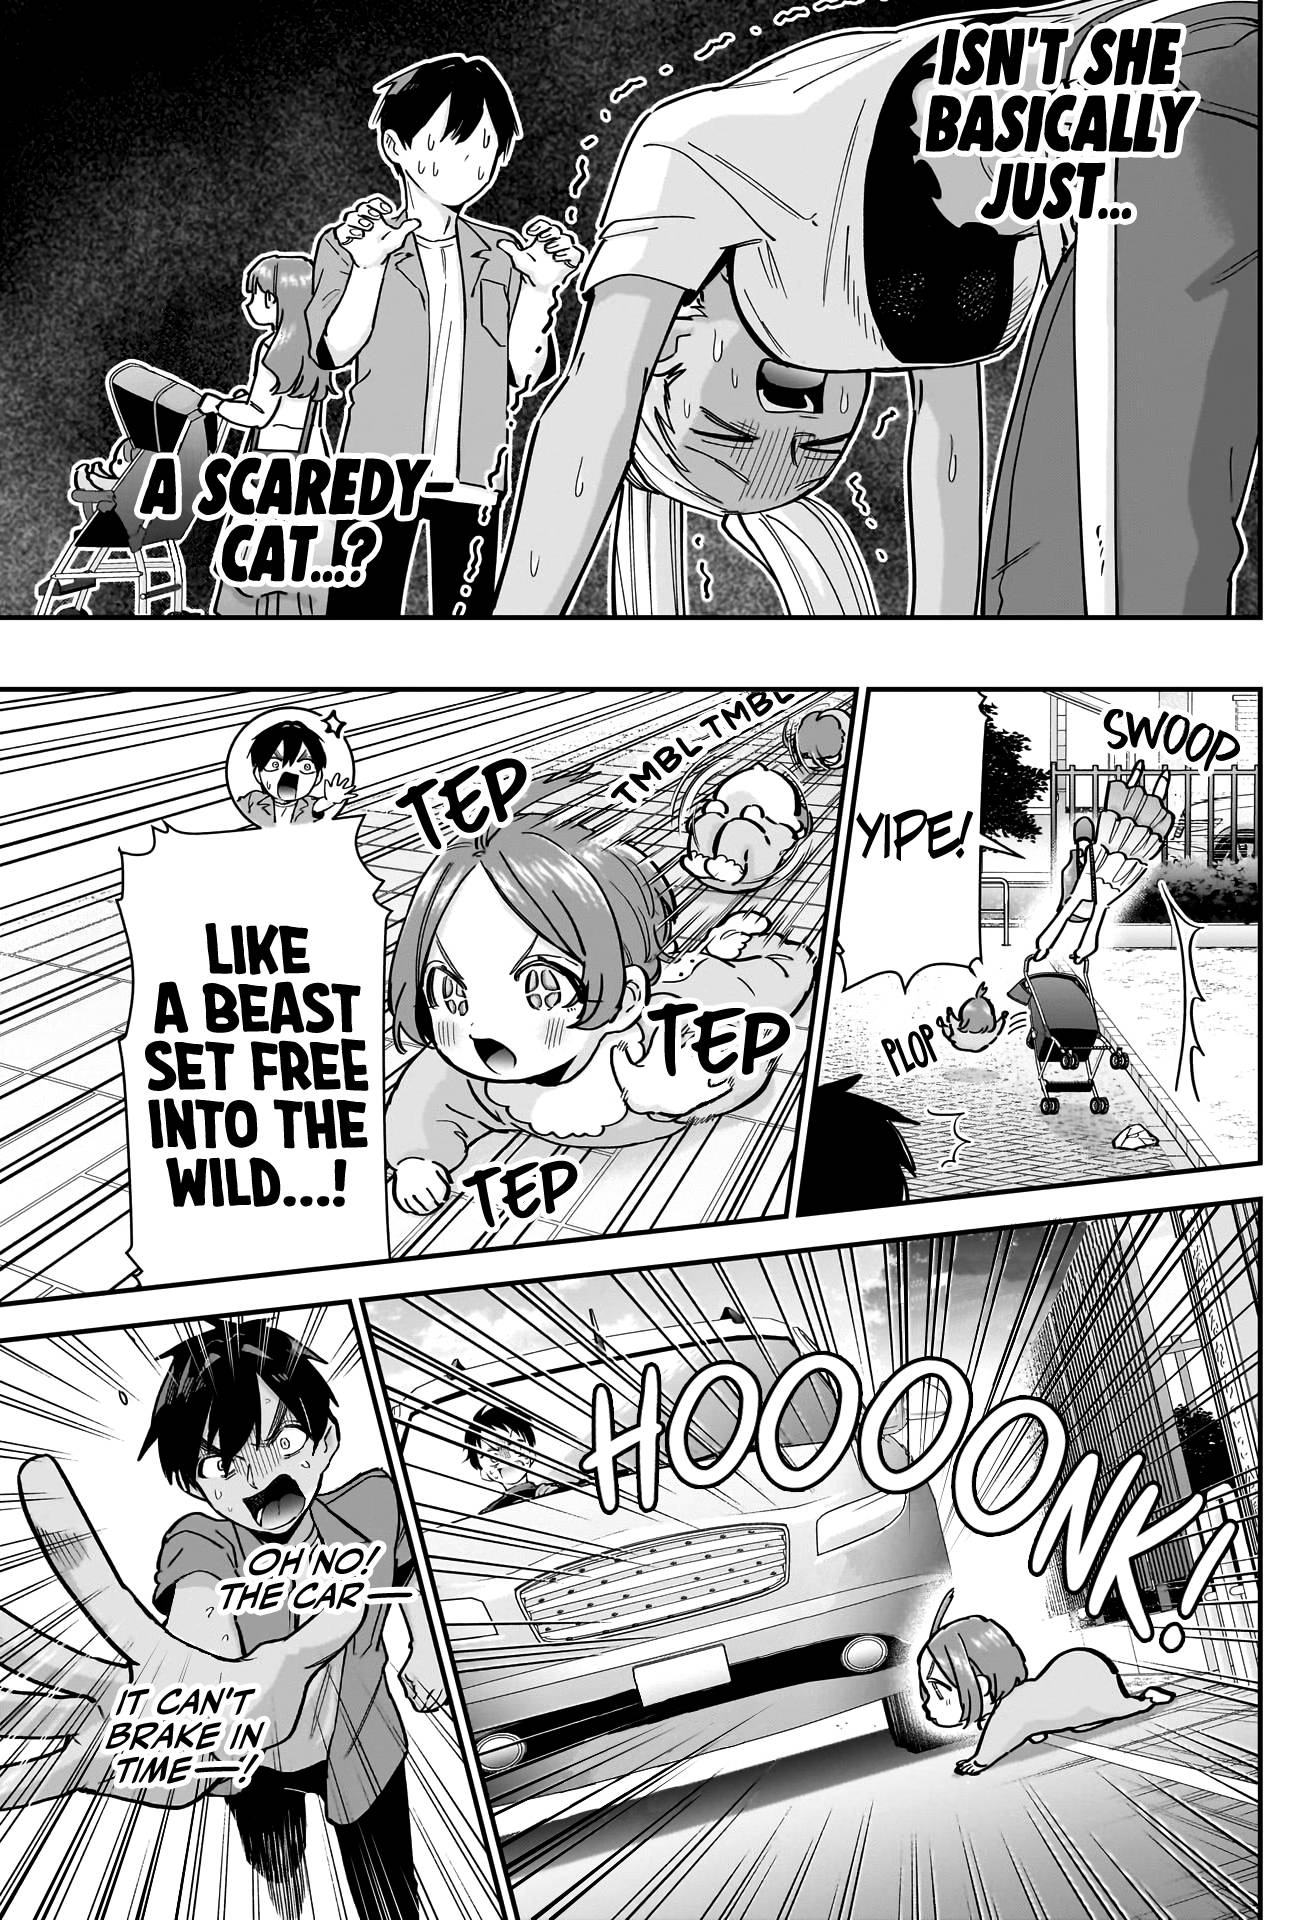 ISN'T SHE
BASICALLY
JUST...
A SCAREDY-
CAT...?
SWOOP
YIPE!
PLOP
TMBL TMBL
TEP
TEP
TEP
LIKE
A BEAST
SET FREE
INTO THE
WILD...!
HOOOOONK!
OH NO!
THE CAR—
IT CAN'T
BRAKE IN
TIME—!